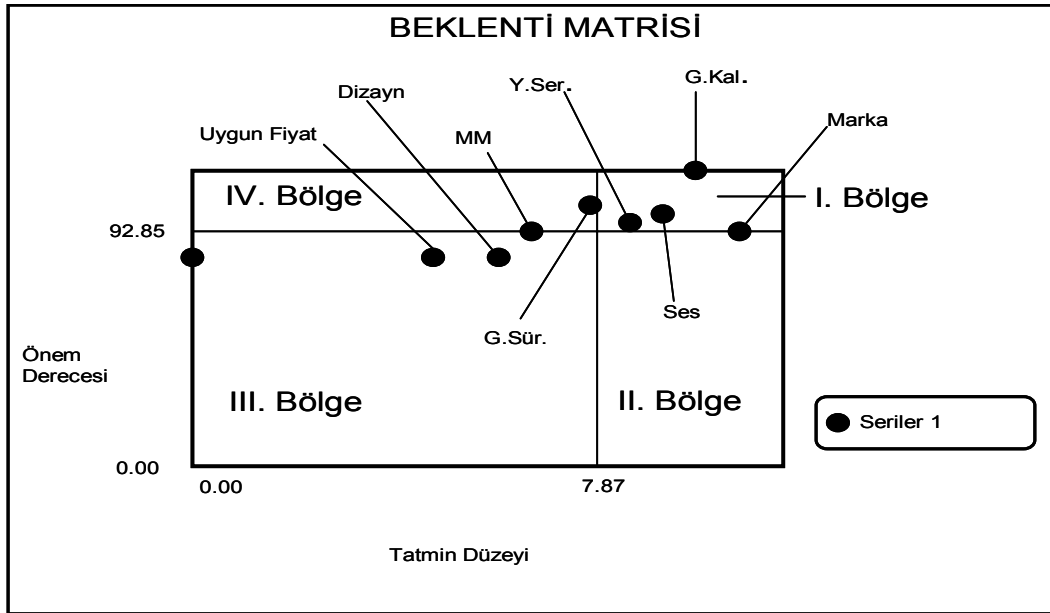 BEKLENTİ MATRİSİ
G.Kal.
Y.Ser.
Dizayn
Marka
Uygun Fiyat
MM
IV. Bölge
I. Bölge
92.85
Ses
G.Sür.
Önem
Derecesi
III. Bölge
II. Bölge
Seriler 1
0.00
0.00
7.87
Tatmin Düzeyi